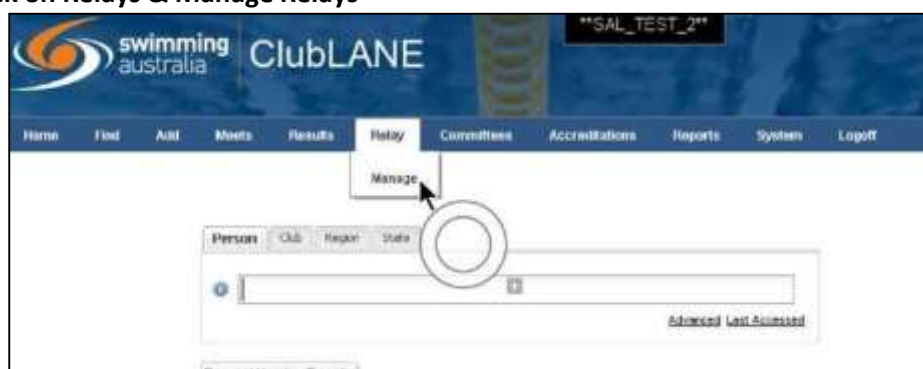 k on Relays & Manage Relays
**SAL_TEST_2**
swimming
australia
ClubLANE
Home Find Add Meets Results Relay Committees Accreditations Reports System Logoff
Manage
Person Club Region State
Advanced Last Accessed